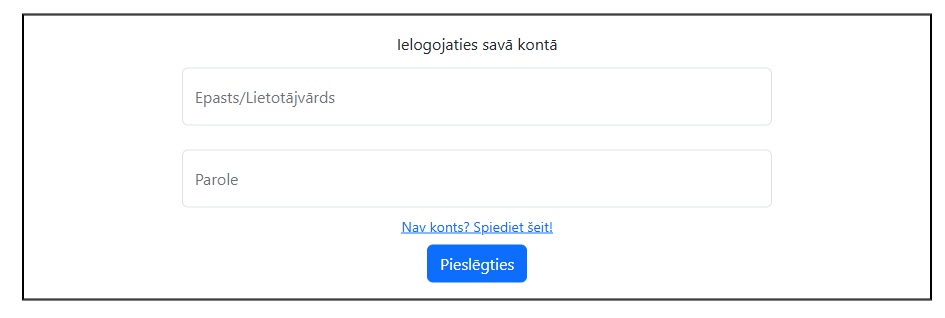 Ielogojaties savā kontā
Epasts/Lietotājvārds
Parole
Nav konts? Spiediet šeit!
Pieslēgties